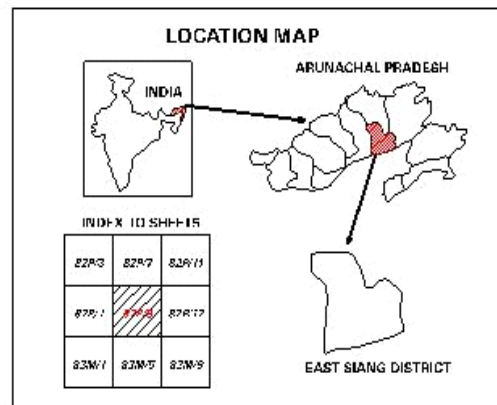 LOCATION MAP
INDIA
ARUNACHAL PRADESH
INDEX TO SHEETS
82P/3 82P/7 82P/11
82P/8 82P/12
83M/1 83M/5 83M/9
EAST SIANG DISTRICT